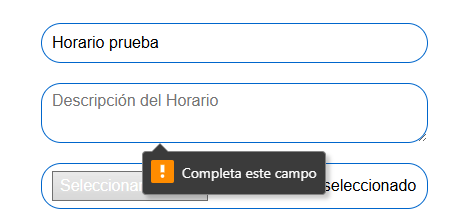 Horario prueba
Descripción del Horario
Completa este campo
Seleccionar seleccionado